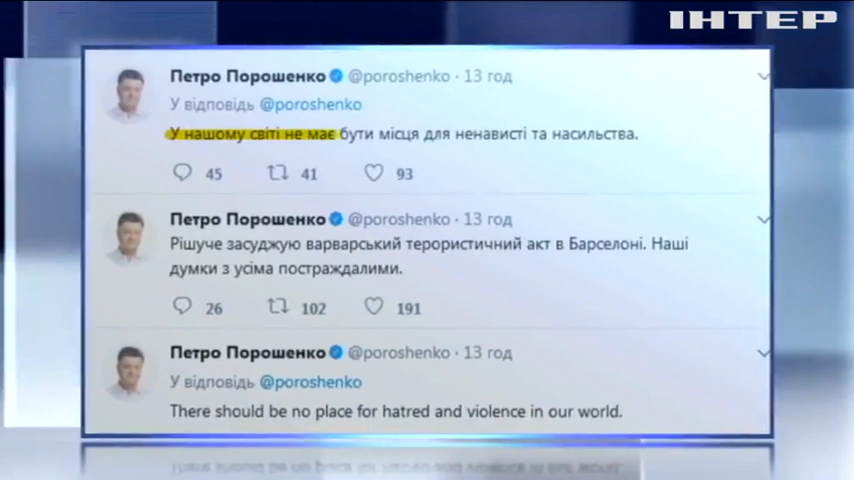 ІНТЕР
Петро Порошенко @poroshenko · 13 год
У відповідь @poroshenko
У нашому світі не має бути місця для ненависті та насильства.
45 41 93
Петро Порошенко @poroshenko · 13 год
Рішуче засуджую варварський терористичний акт в Барселоні. Наші
думки з усіма постраждалими.
26 102 191
Петро Порошенко @poroshenko · 13 год
У відповідь @poroshenko
There should be no place for hatred and violence in our world.